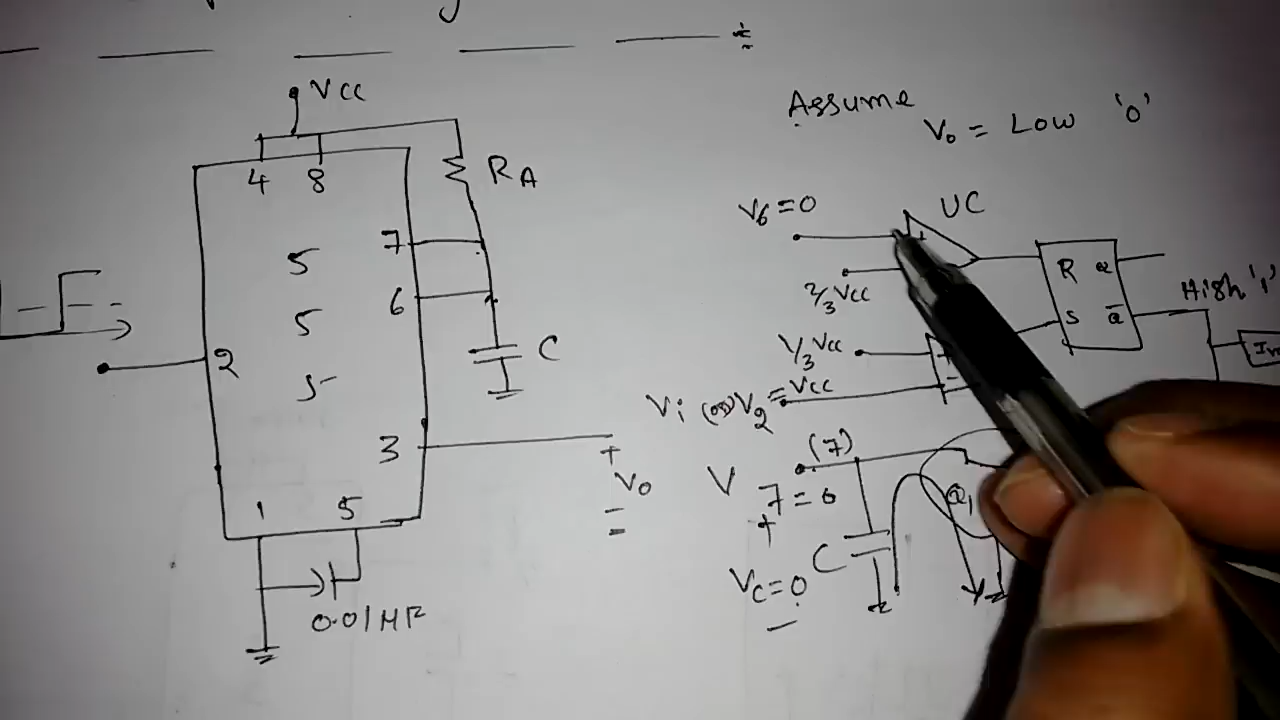 Vcc
4 8
RA
7
5
5
5
6
C
2
3
+
Vo
-
1 5
0.01MF
Assume
Vo = Low '0'
V6=0
UC
+
2/3 Vcc
R Q
S Q̅
High '1'
1/3 Vcc
+
-
Vi (or) V2 = Vcc
(7)
V7 = 0
+
Q1
C
Vc=0
-